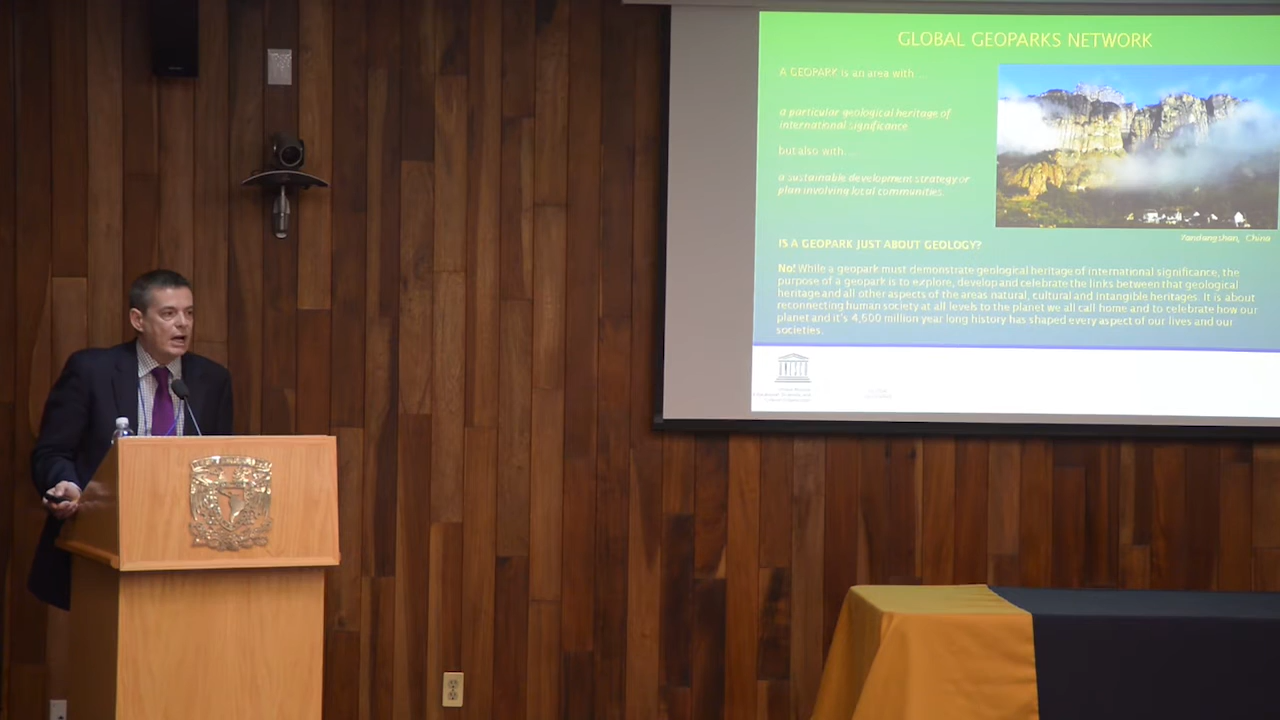 GLOBAL GEOPARKS NETWORK
A GEOPARK is an area with...
a particular geological heritage of
international significance
but also with...
a sustainable development strategy or
plan involving local communities.
Yandangshan, China
IS A GEOPARK JUST ABOUT GEOLOGY?
No! While a geopark must demonstrate geological heritage of international significance, the
purpose of a geopark is to explore, develop and celebrate the links between that geological
heritage and all other aspects of the areas natural, cultural and intangible heritages. It is about
reconnecting human society at all levels to the planet we all call home and to celebrate how our
planet and it's 4,600 million year long history has shaped every aspect of our lives and our
societies.